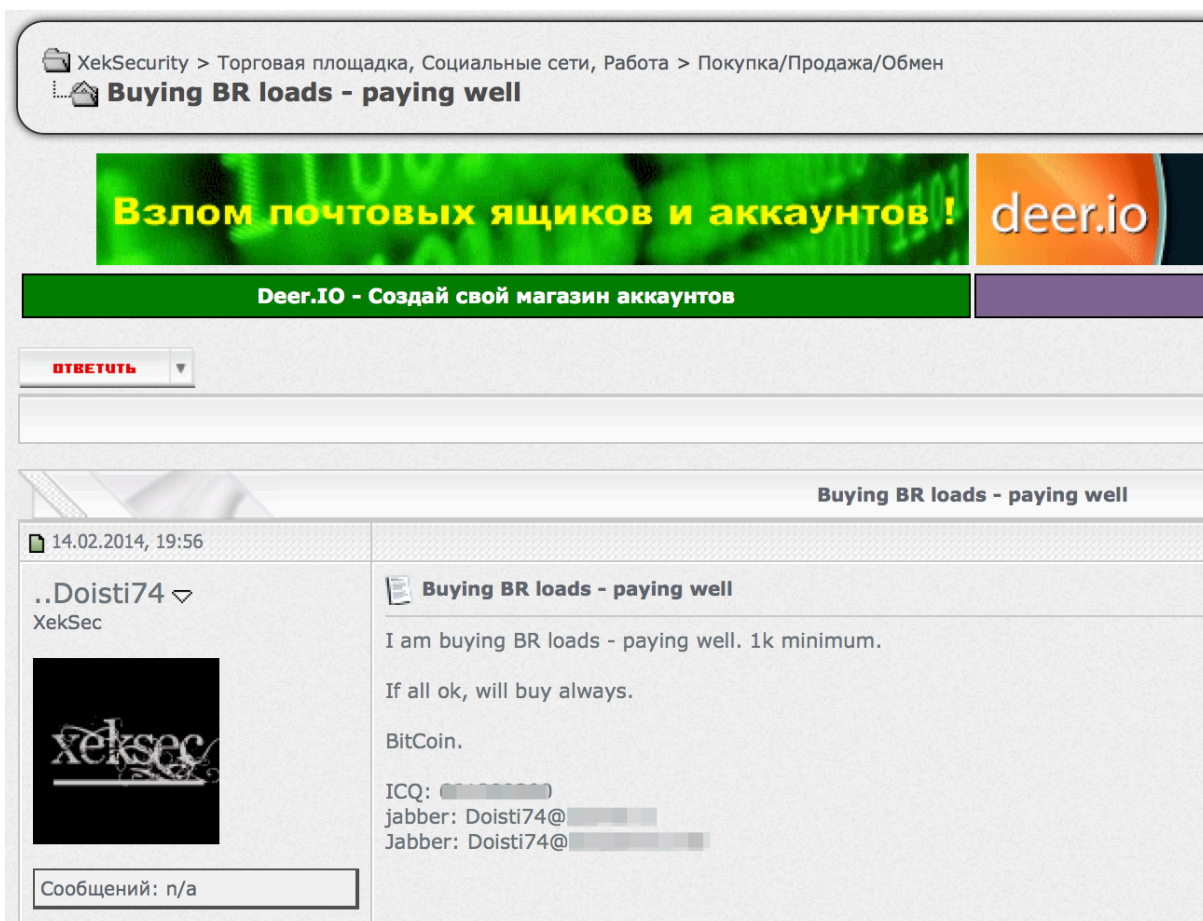 XekSecurity > Торговая площадка, Социальные сети, Работа > Покупка/Продажа/Обмен
Buying BR loads - paying well
Взлом почтовых ящиков и аккаунтов !
deer.io
Deer.IO - Создай свой магазин аккаунтов
ОТВЕТИТЬ
Buying BR loads - paying well
14.02.2014, 19:56
..Doisti74
XekSec
xeksec
Buying BR loads - paying well
I am buying BR loads - paying well. 1k minimum.
If all ok, will buy always.
BitCoin.
ICQ:
jabber: Doisti74@
Jabber: Doisti74@
Сообщений: n/a